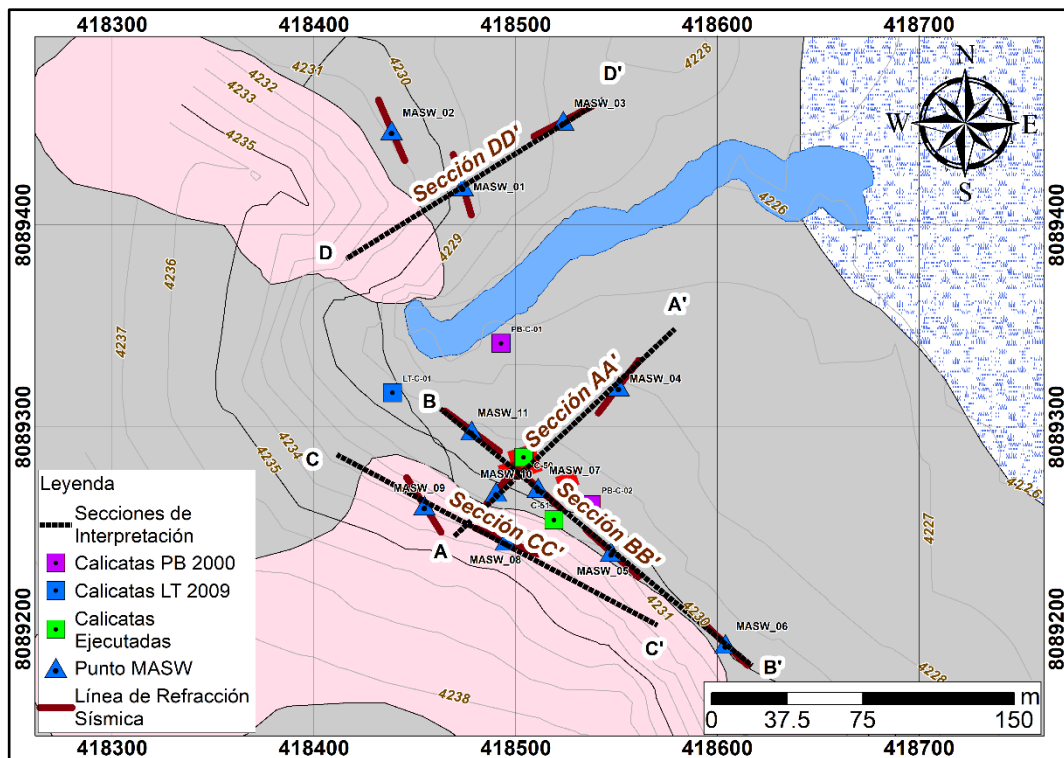 418300 418400 418500 418600 418700
4228
4231
4230
4232
4233
D'
N
MASW_02
MASW_03
W E
4235
Sección DD'
S
MASW_01
8089400
8089400
4226
4229
D
4236
A'
PB-C-01
4237
LT-C-01
MASW_04
Sección AA'
B
MASW_11
8089300
8089300
4234
C
4235
MASW_07
MASW_10
MASW_09
C-51
PB-C-02
4227
Sección BB'
Sección CC'
A
MASW_08
MASW_05
4231
4230
MASW_06
C'
B'
8089200
8089200
4238
4228
Leyenda
Secciones de
Interpretación
Calicatas PB 2000
Calicatas LT 2009
Calicatas
Ejecutadas
Punto MASW
Línea de Refracción
Sísmica
m
0 37.5 75 150
418300 418400 418500 418600 418700